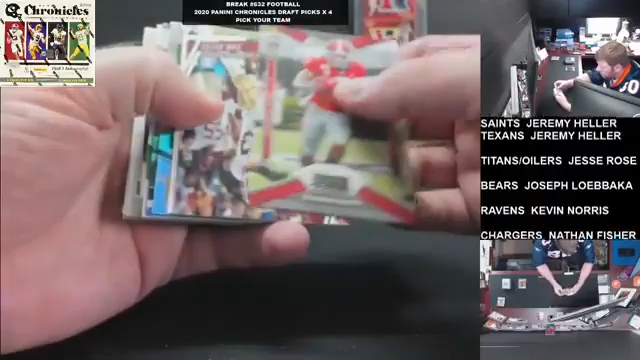 BREAK #S32 FOOTBALL
2020 PANINI CHRONICLES DRAFT PICKS X 4
PICK YOUR TEAM
Chronicles
SAINTS JEREMY HELLER
TEXANS JEREMY HELLER
TITANS/OILERS JESSE ROSE
BEARS JOSEPH LOEBBAKA
RAVENS KEVIN NORRIS
CHARGERS NATHAN FISHER